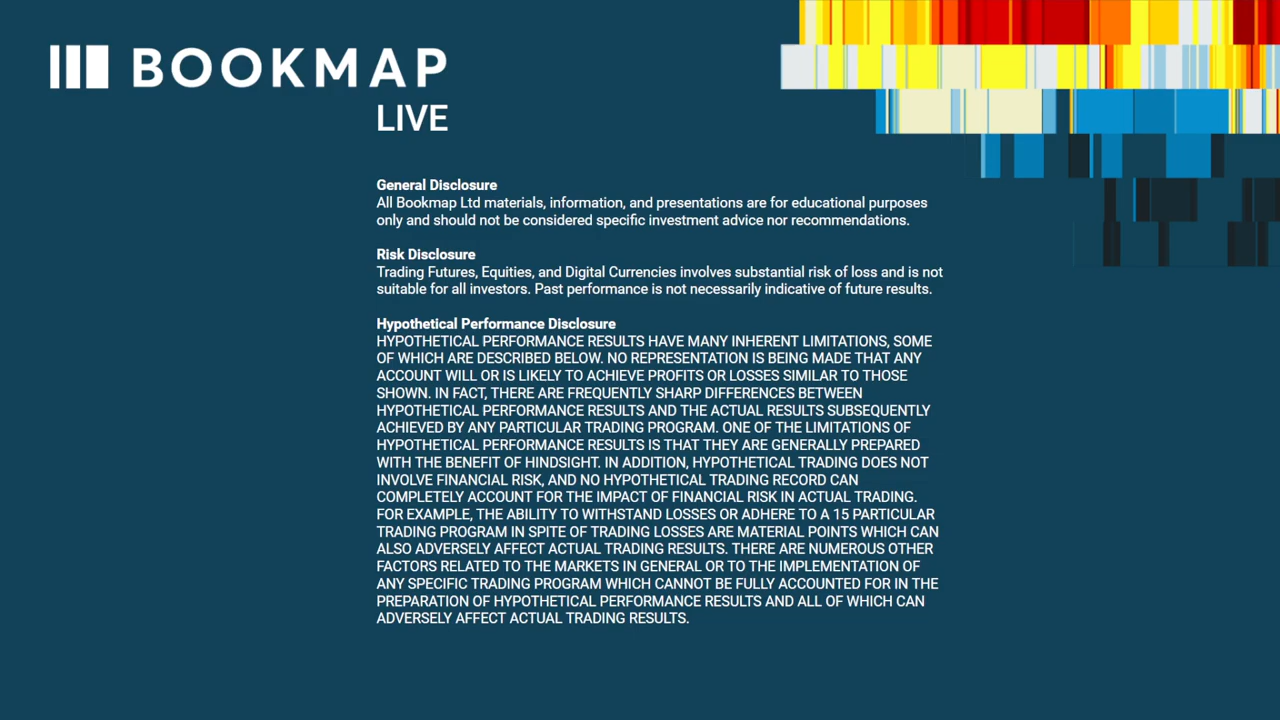 BOOKMAP
LIVE
General Disclosure
All Bookmap Ltd materials, information, and presentations are for educational purposes
only and should not be considered specific investment advice nor recommendations.
Risk Disclosure
Trading Futures, Equities, and Digital Currencies involves substantial risk of loss and is not
suitable for all investors. Past performance is not necessarily indicative of future results.
Hypothetical Performance Disclosure
HYPOTHETICAL PERFORMANCE RESULTS HAVE MANY INHERENT LIMITATIONS, SOME
OF WHICH ARE DESCRIBED BELOW. NO REPRESENTATION IS BEING MADE THAT ANY
ACCOUNT WILL OR IS LIKELY TO ACHIEVE PROFITS OR LOSSES SIMILAR TO THOSE
SHOWN. IN FACT, THERE ARE FREQUENTLY SHARP DIFFERENCES BETWEEN
HYPOTHETICAL PERFORMANCE RESULTS AND THE ACTUAL RESULTS SUBSEQUENTLY
ACHIEVED BY ANY PARTICULAR TRADING PROGRAM. ONE OF THE LIMITATIONS OF
HYPOTHETICAL PERFORMANCE RESULTS IS THAT THEY ARE GENERALLY PREPARED
WITH THE BENEFIT OF HINDSIGHT. IN ADDITION, HYPOTHETICAL TRADING DOES NOT
INVOLVE FINANCIAL RISK, AND NO HYPOTHETICAL TRADING RECORD CAN
COMPLETELY ACCOUNT FOR THE IMPACT OF FINANCIAL RISK IN ACTUAL TRADING.
FOR EXAMPLE, THE ABILITY TO WITHSTAND LOSSES OR ADHERE TO A 15 PARTICULAR
TRADING PROGRAM IN SPITE OF TRADING LOSSES ARE MATERIAL POINTS WHICH CAN
ALSO ADVERSELY AFFECT ACTUAL TRADING RESULTS. THERE ARE NUMEROUS OTHER
FACTORS RELATED TO THE MARKETS IN GENERAL OR TO THE IMPLEMENTATION OF
ANY SPECIFIC TRADING PROGRAM WHICH CANNOT BE FULLY ACCOUNTED FOR IN THE
PREPARATION OF HYPOTHETICAL PERFORMANCE RESULTS AND ALL OF WHICH CAN
ADVERSELY AFFECT ACTUAL TRADING RESULTS.